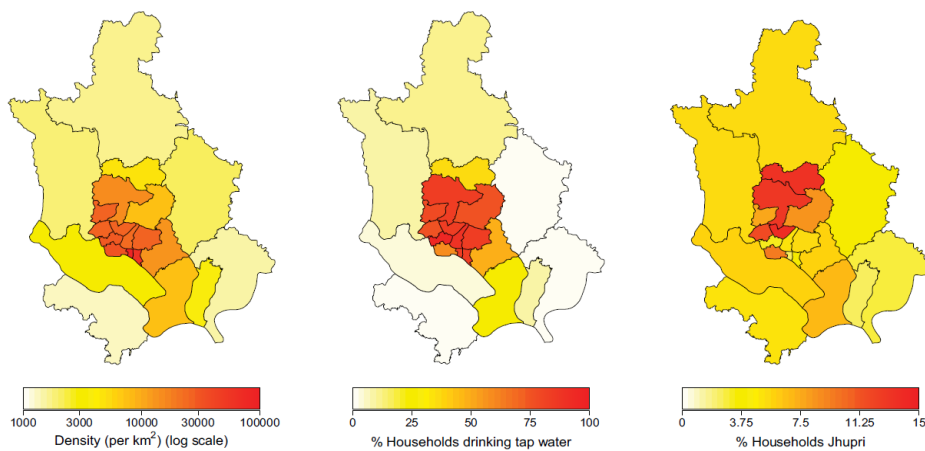 1000 3000 10000 30000 100000
Density (per km²) (log scale)
0 25 50 75 100
% Households drinking tap water
0 3.75 7.5 11.25 15
% Households Jhupri